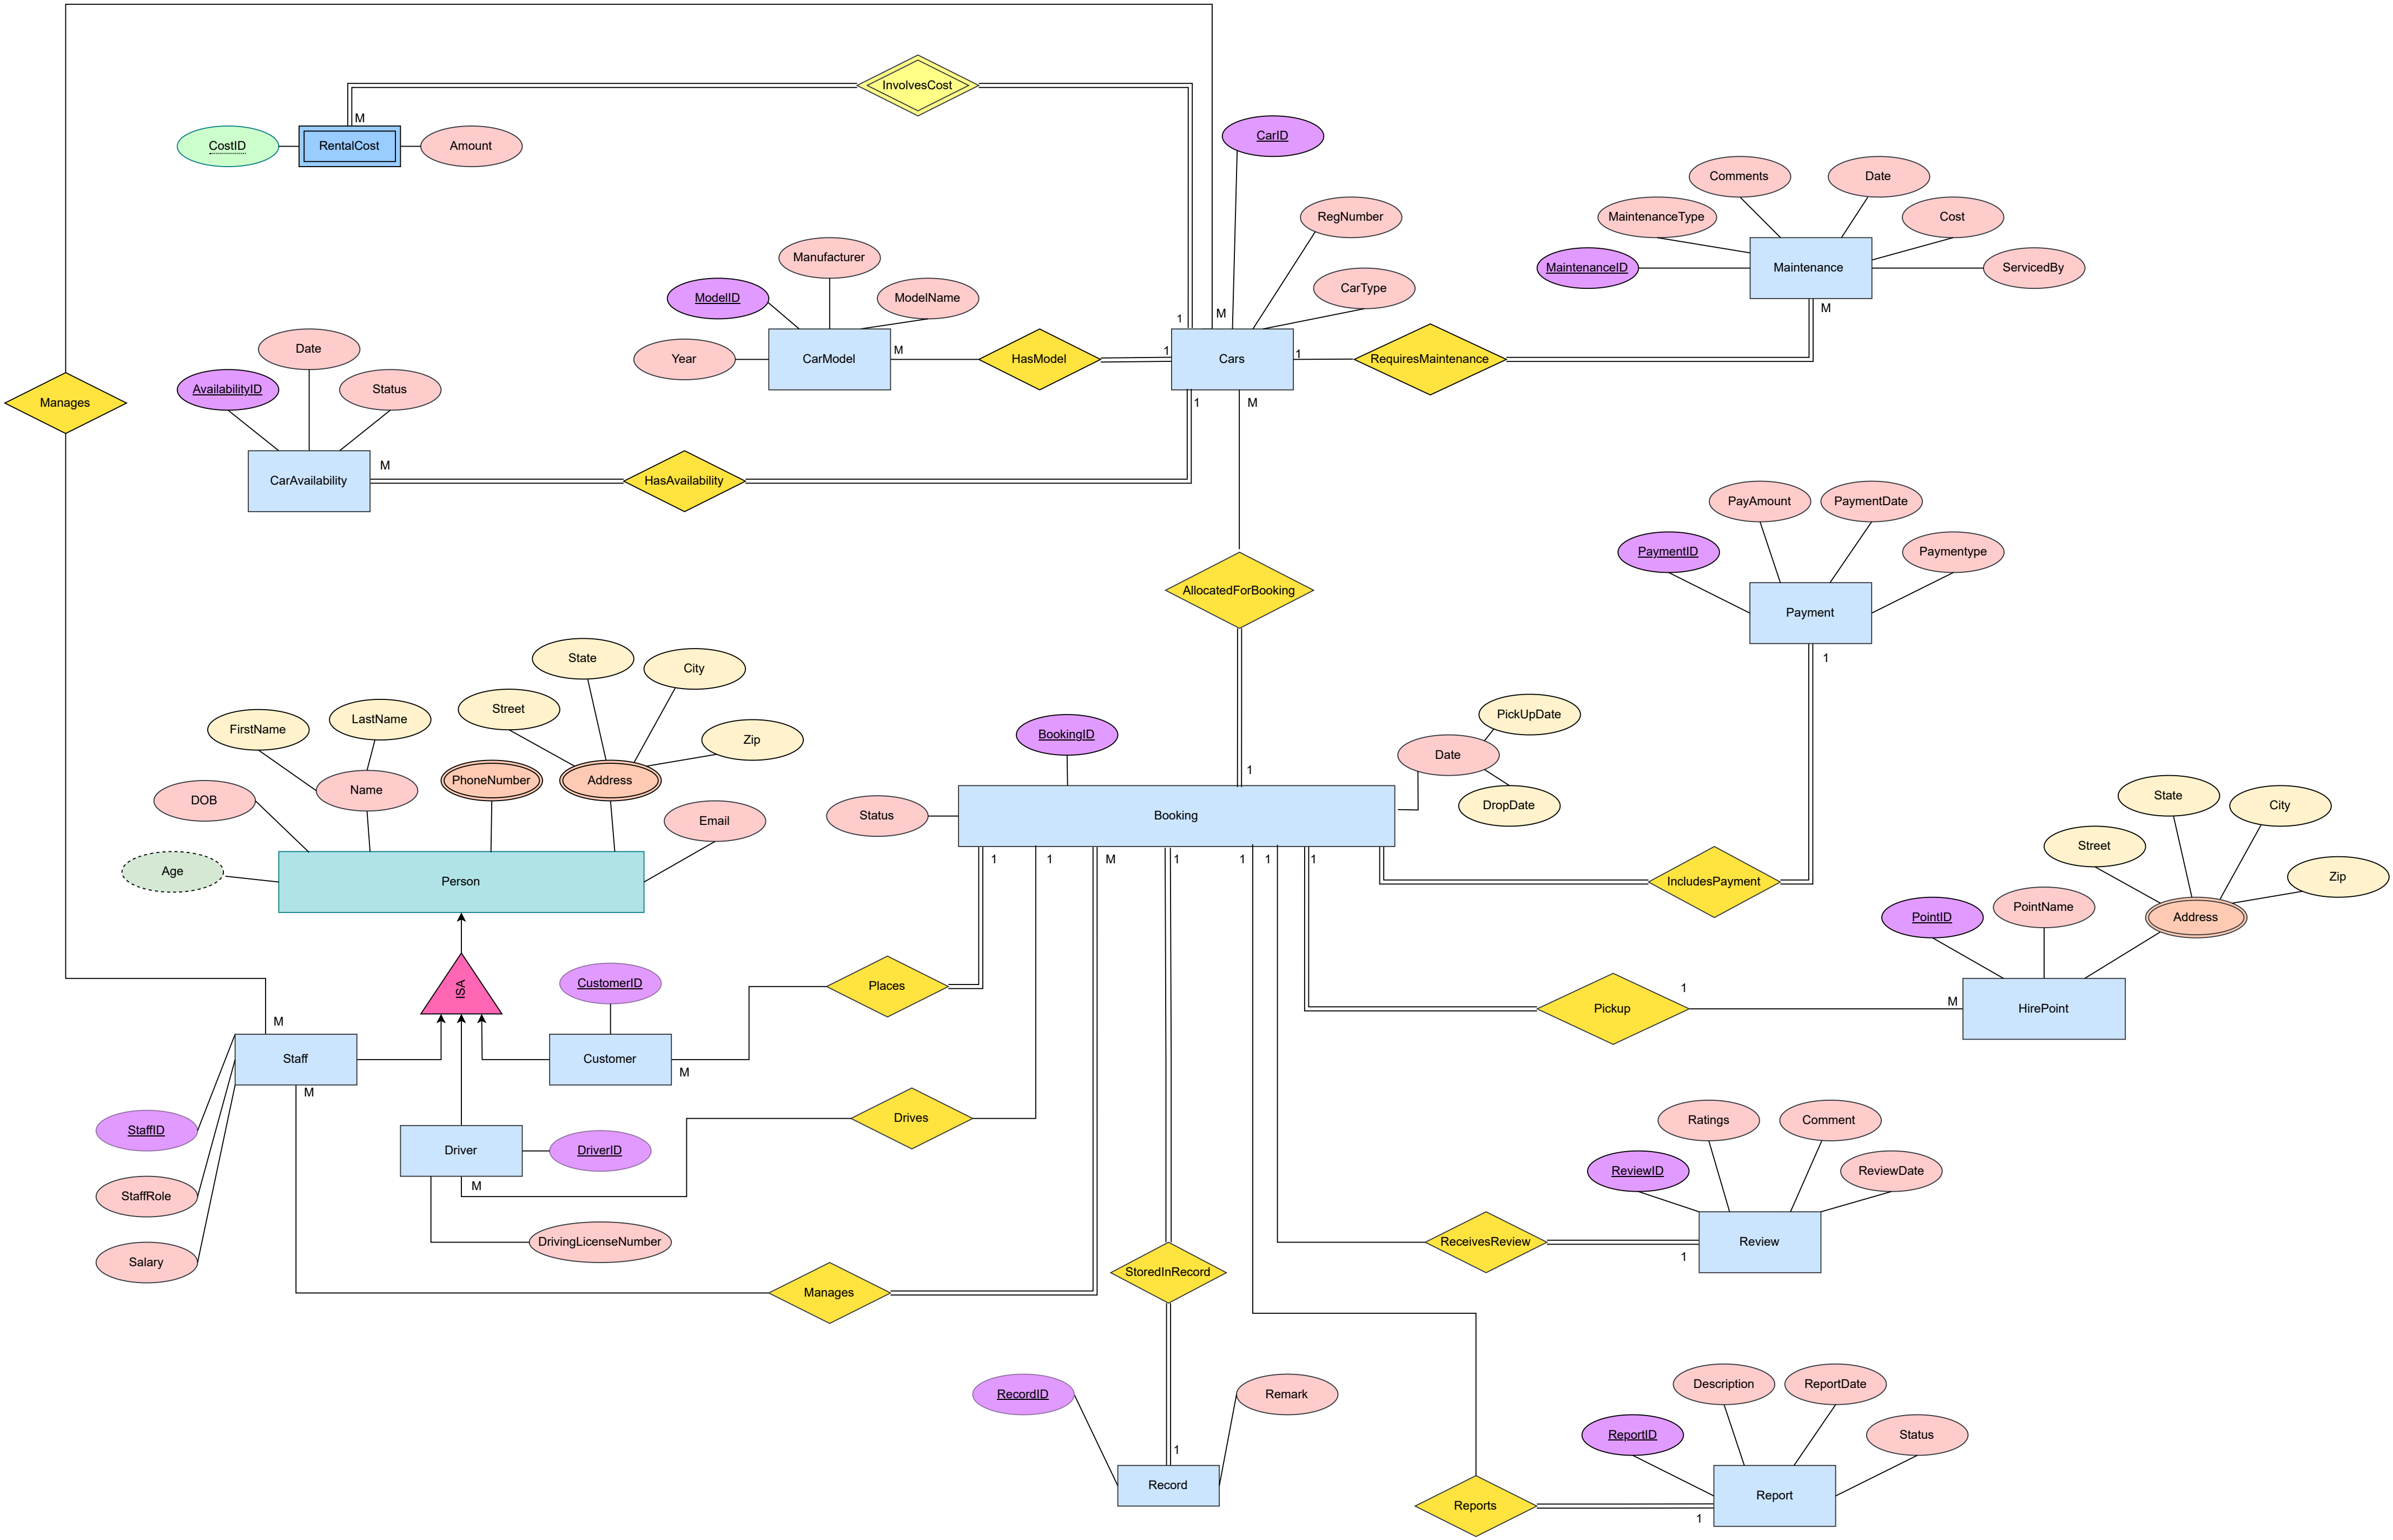 InvolvesCost
M
CostID
RentalCost
Amount
CarID
Comments
Date
MaintenanceType
Cost
RegNumber
MaintenanceID
Maintenance
ServicedBy
Manufacturer
ModelID
ModelName
CarType
M
1
M
Date
Year
CarModel
M
HasModel
1
Cars
1
RequiresMaintenance
AvailabilityID
Status
Manages
1
M
M
CarAvailability
HasAvailability
PayAmount
PaymentDate
PaymentID
Paymentype
AllocatedForBooking
Payment
1
State
City
Street
FirstName
LastName
Zip
BookingID
PickUpDate
Date
1
PhoneNumber
Address
Name
DOB
Email
Status
Booking
DropDate
State
City
Street
Zip
Age
Person
1
1
M
1
1
1
1
IncludesPayment
PointID
PointName
Address
ISA
CustomerID
Places
1
M
Pickup
HirePoint
M
Staff
Customer
M
M
StaffID
Drives
Driver
DriverID
M
Ratings
Comment
ReviewID
ReviewDate
StaffRole
DrivingLicenseNumber
Salary
ReceivesReview
Review
1
StoredInRecord
Manages
RecordID
Remark
Description
ReportDate
ReportID
Status
1
Record
Reports
Report
1